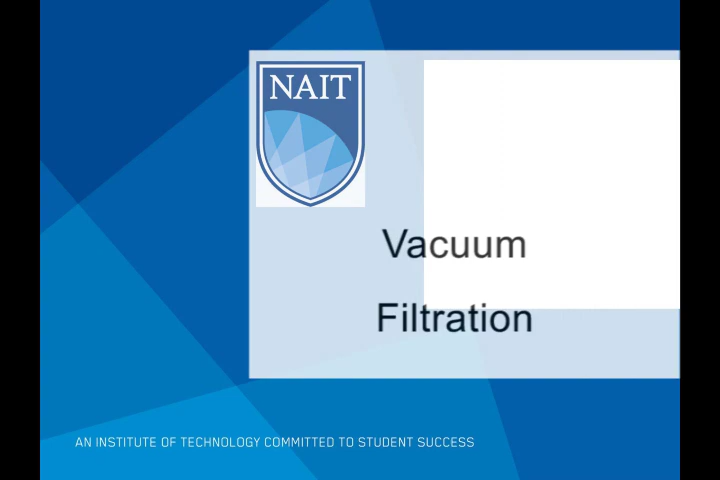 NAIT
Vacuum
Filtration
AN INSTITUTE OF TECHNOLOGY COMMITTED TO STUDENT SUCCESS